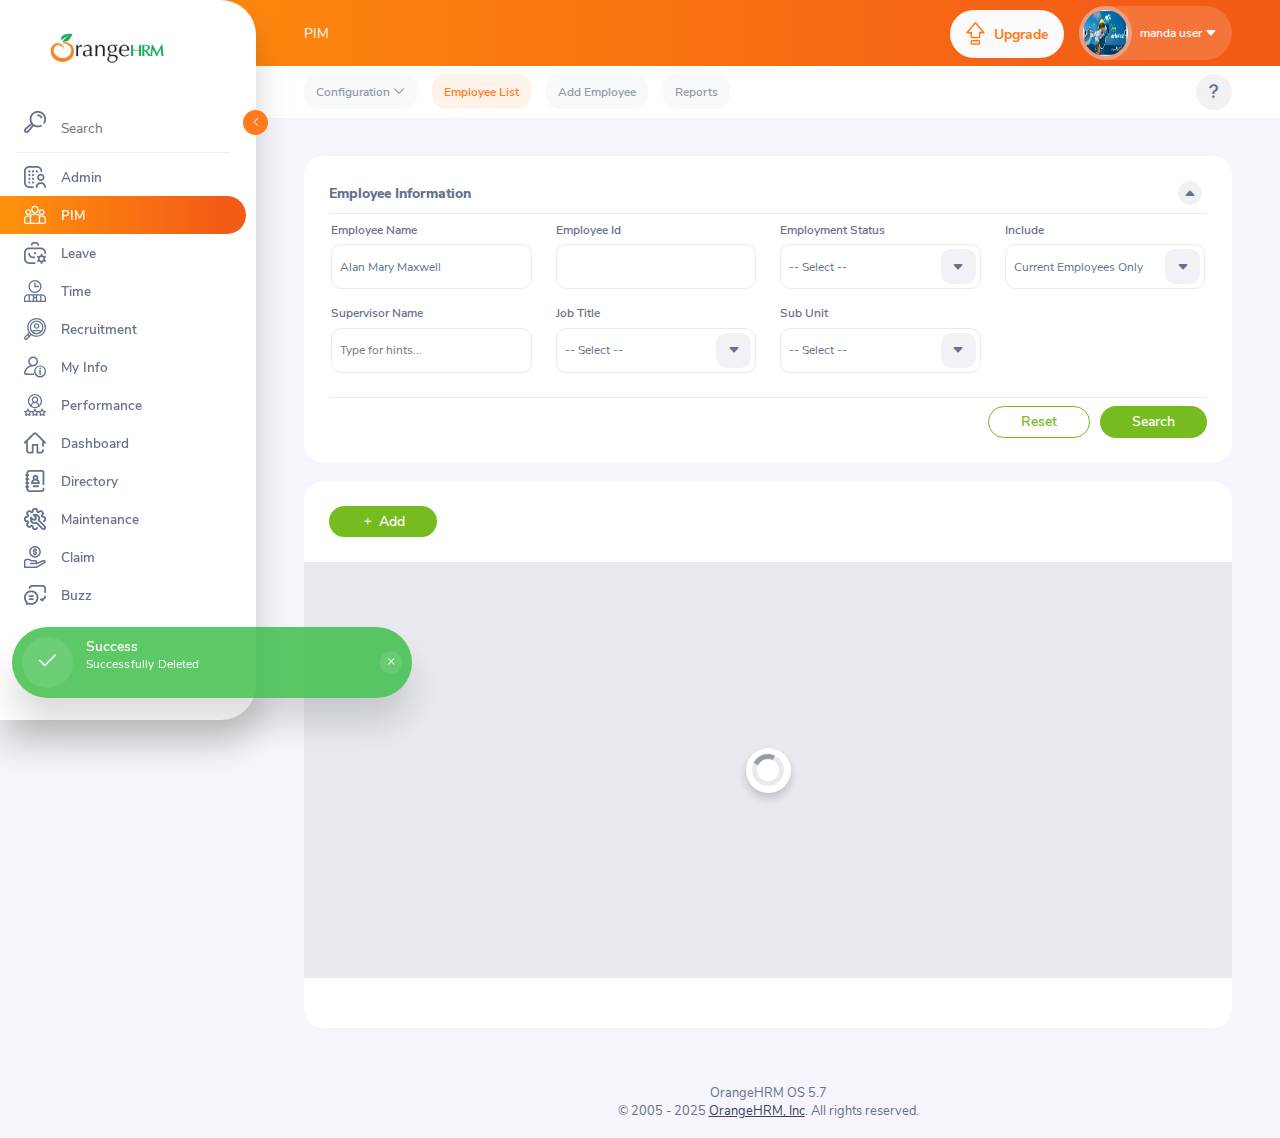 OrangeHRM
PIM
Upgrade
manda user
Configuration
Employee List
Add Employee
Reports
?
Search
Admin
PIM
Leave
Time
Recruitment
My Info
Performance
Dashboard
Directory
Maintenance
Claim
Buzz
Employee Information
Employee Name
Employee Id
Employment Status
Include
Alan Mary Maxwell
-- Select --
Current Employees Only
Supervisor Name
Job Title
Sub Unit
Type for hints...
-- Select --
-- Select --
Reset
Search
+ Add
Success
Successfully Deleted
×
OrangeHRM OS 5.7
© 2005 - 2025 OrangeHRM, Inc. All rights reserved.